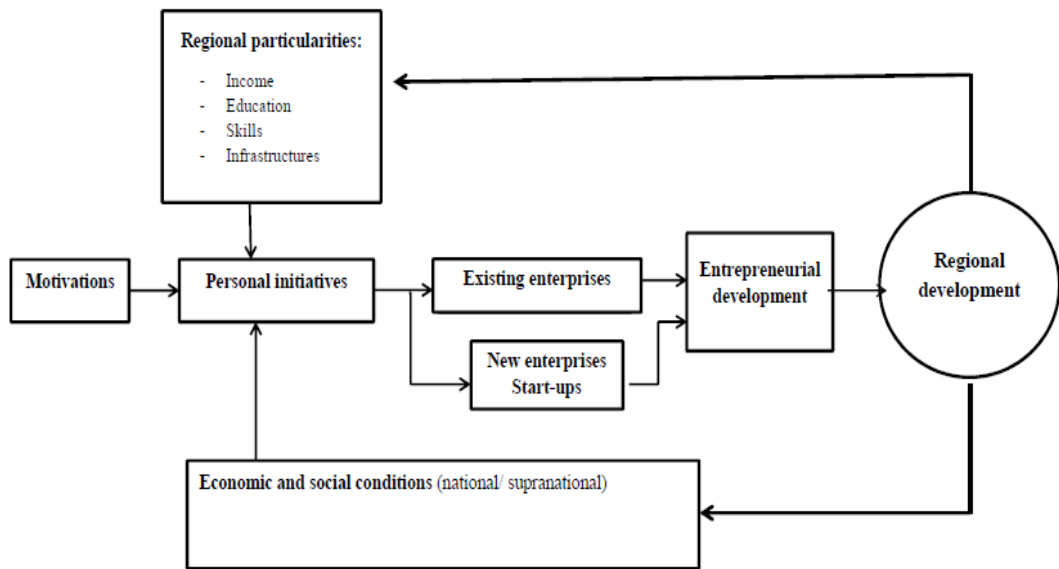 Regional particularities:
- Income
- Education
- Skills
- Infrastructures
Motivations
Personal initiatives
Existing enterprises
Entrepreneurial
development
Regional
development
New enterprises
Start-ups
Economic and social conditions (national/ supranational)